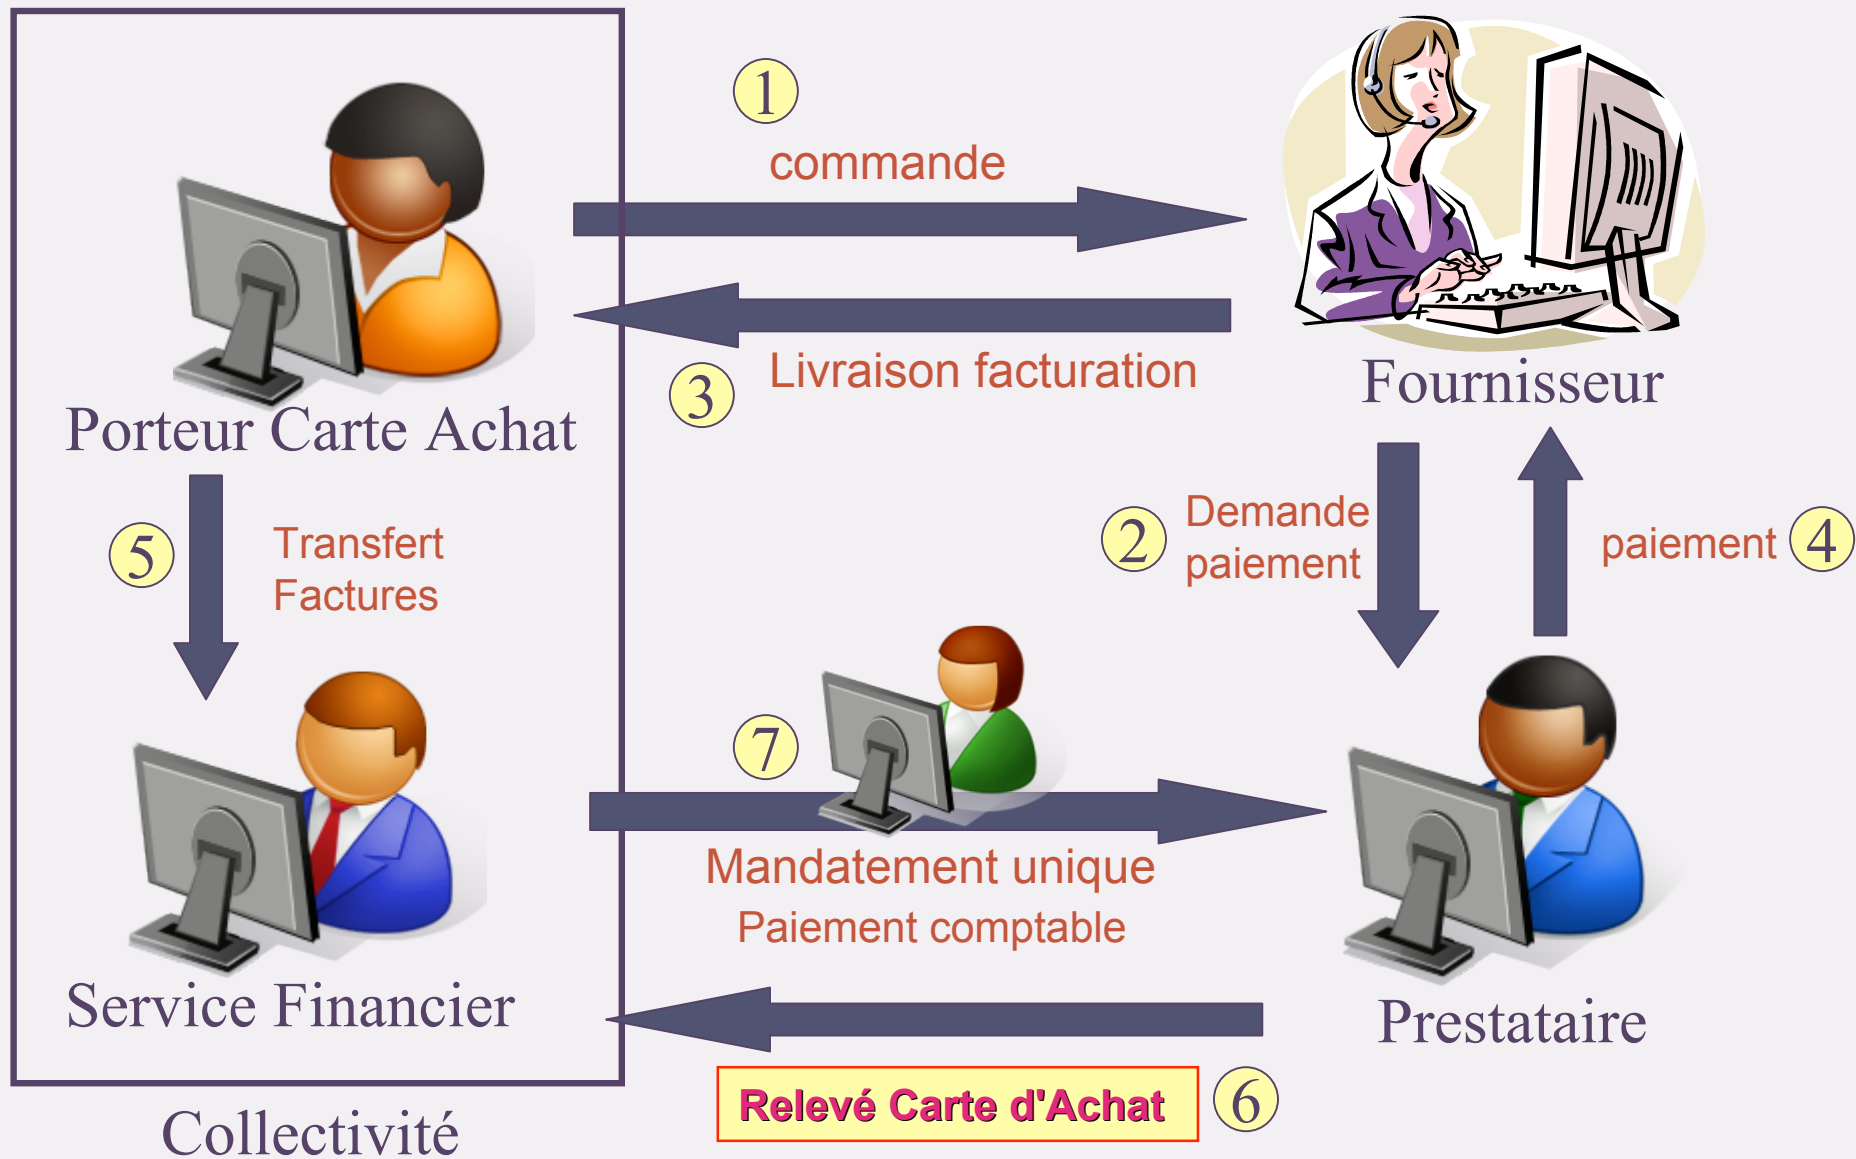 1
commande
3
Livraison facturation
Porteur Carte Achat
Fournisseur
5
Transfert
Factures
2
Demande
paiement
paiement
4
7
Mandatement unique
Paiement comptable
Service Financier
Prestataire
Relevé Carte d'Achat
6
Collectivité